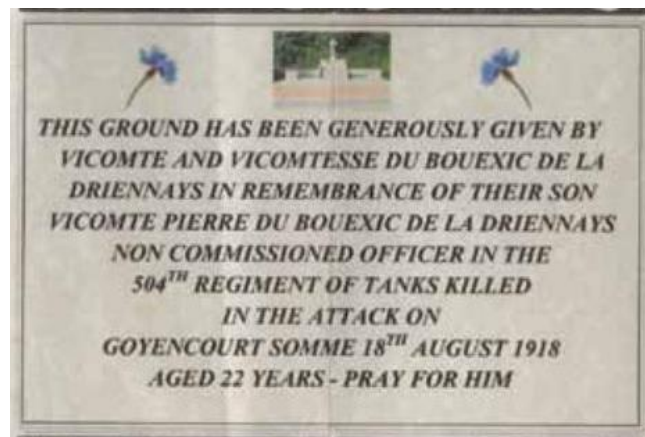 THIS GROUND HAS BEEN GENEROUSLY GIVEN BY
VICOMTE AND VICOMTESSE DU BOUEXIC DE LA
DRIENNAYS IN REMEMBRANCE OF THEIR SON
VICOMTE PIERRE DU BOUEXIC DE LA DRIENNAYS
NON COMMISSIONED OFFICER IN THE
504TH REGIMENT OF TANKS KILLED
IN THE ATTACK ON
GOYENCOURT SOMME 18TH AUGUST 1918
AGED 22 YEARS - PRAY FOR HIM